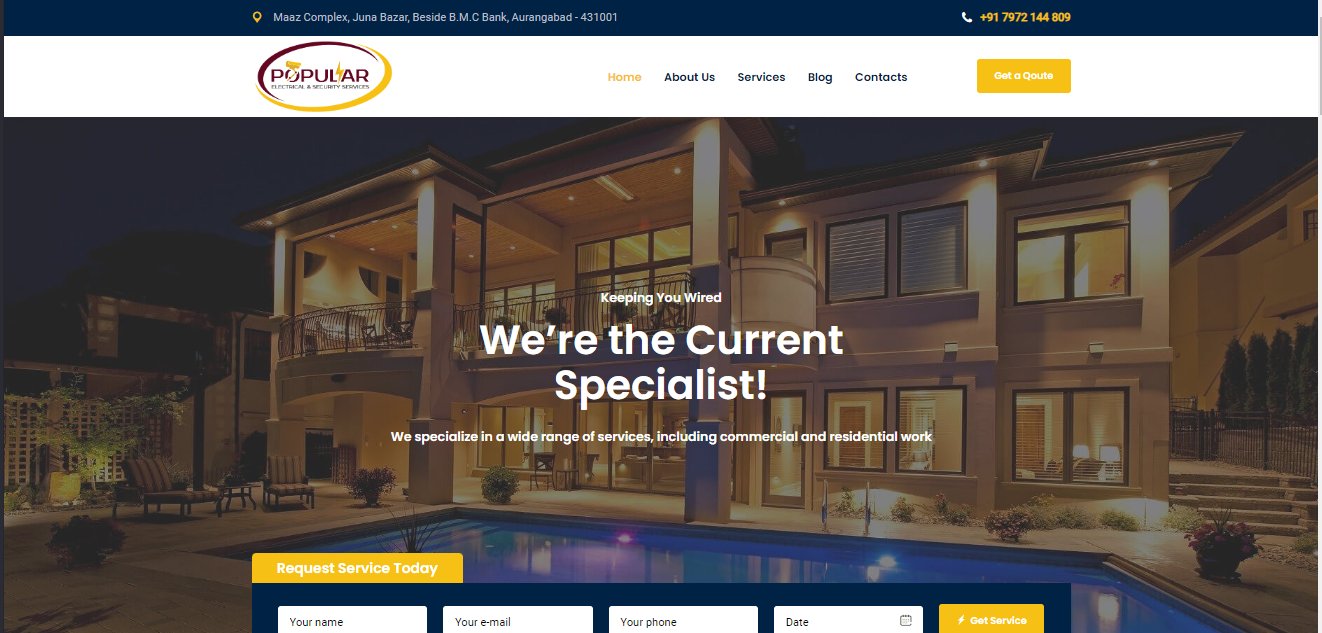 Maaz Complex, Juna Bazar, Beside B.M.C Bank, Aurangabad - 431001
+91 7972 144 809
POPULAR
ELECTRICAL & SECURITY SERVICES
Home
About Us
Services
Blog
Contacts
Get a Qoute
Keeping You Wired
We’re the Current
Specialist!
We specialize in a wide range of services, including commercial and residential work
Request Service Today
Your name
Your e-mail
Your phone
Date
Get Service